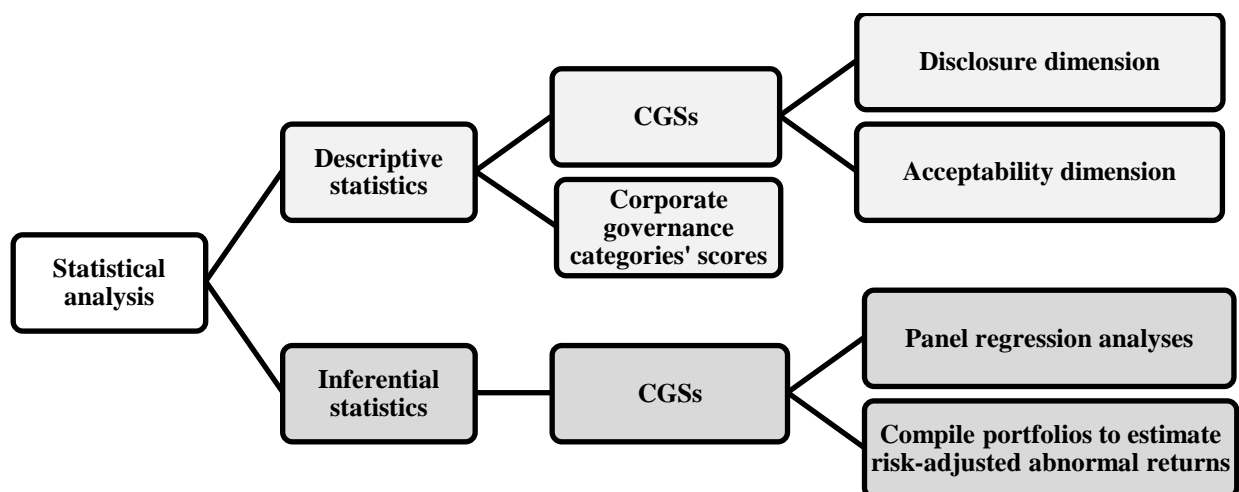 Statistical
analysis
Descriptive
statistics
CGSs
Disclosure dimension
Acceptability dimension
Corporate
governance
categories' scores
Inferential
statistics
CGSs
Panel regression analyses
Compile portfolios to estimate
risk-adjusted abnormal returns